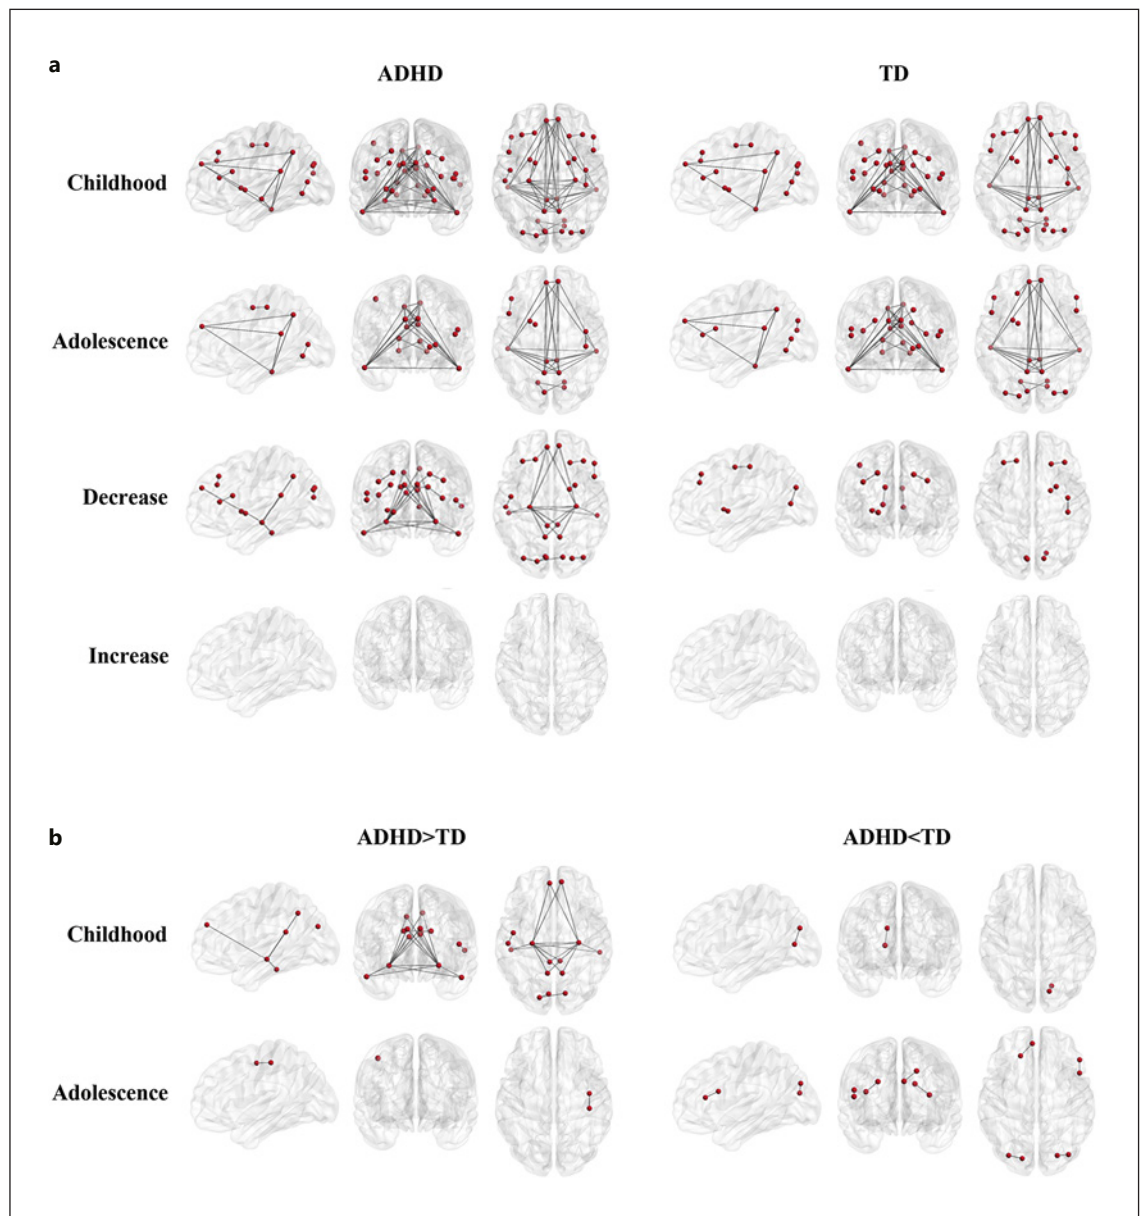 a
ADHD TD
Childhood
Adolescence
Decrease
Increase
b
ADHD>TD ADHD<TD
Childhood
Adolescence